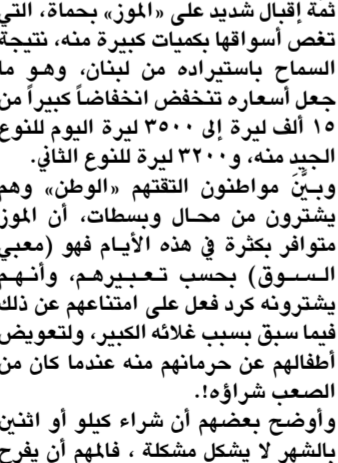 ثمة إقبال شديد على «الموز» بحماة، التي
تغص أسواقها بكميات كبيرة منه، نتيجة
السماح باستيراده من لبنان، وهو ما
جعل أسعاره تنخفض انخفاضاً كبيراً من
١٥ ألف ليرة إلى ٣٥٠٠ ليرة اليوم للنوع
الجيد منه، و٣٢٠٠ ليرة للنوع الثاني.
وبيَّنَ مواطنون التقتهم «الوطن» وهم
يشترون من محال وبسطات، أن الموز
متوافر بكثرة في هذه الأيام فهو (معبي
السوق) بحسب تعبيرهم، وأنهم
يشترونه كرد فعل على امتناعهم عن ذلك
فيما سبق بسبب غلائه الكبير، ولتعويض
أطفالهم عن حرمانهم منه عندما كان من
الصعب شراؤه!.
وأوضح بعضهم أن شراء كيلو أو اثنين
بالشهر لا يشكل مشكلة ، فالمهم أن يفرح